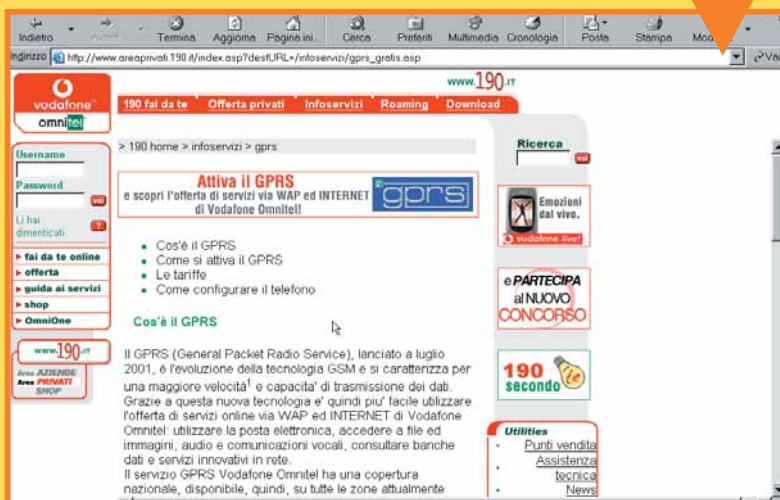 Indietro Termina Aggiorna Pagina ini... Cerca Preferiti Multimedia Cronologia Posta Stampa
Indirizzo http://www.areaprivati.190.it/index.asp?destURL=/infoservizi/gprs_gratis.asp Vai
vodafone™
omnitel
www.190.IT
190 fai da te Offerta privati Infoservizi Roaming Download
Username
Password
vai
Li hai
dimenticati ?
fai da te online
offerta
guida ai servizi
shop
OmniOne
www.190.IT
Area AZIENDE
Area PRIVATI
SHOP
> 190 home > infoservizi > gprs
Attiva il GPRS
e scopri l'offerta di servizi via WAP ed INTERNET
di Vodafone Omnitel!
gprs
Cos'é il GPRS
Come si attiva il GPRS
Le tariffe
Come configurare il telefono
Cos'è il GPRS
Il GPRS (General Packet Radio Service), lanciato a luglio
2001, é l'evoluzione della tecnologia GSM e si caratterizza per
una maggiore velocità¹ e capacita' di trasmissione dei dati.
Grazie a questa nuova tecnologia e' quindi piu' facile utilizzare
l'offerta di servizi online via WAP ed INTERNET di Vodafone
Omnitel: utilizzare la posta elettronica, accedere a file ed
immagini, audio e comunicazioni vocali, consultare banche
dati e servizi innovativi in rete.
Il servizio GPRS Vodafone Omnitel ha una copertura
nazionale, disponibile, quindi, su tutte le zone attualmente
Ricerca
vai
Emozioni
dal vivo.
vodafone live!
e PARTECIPA
al NUOVO
CONCORSO
190
secondo
Utilities
Punti vendita
Assistenza
tecnica
News